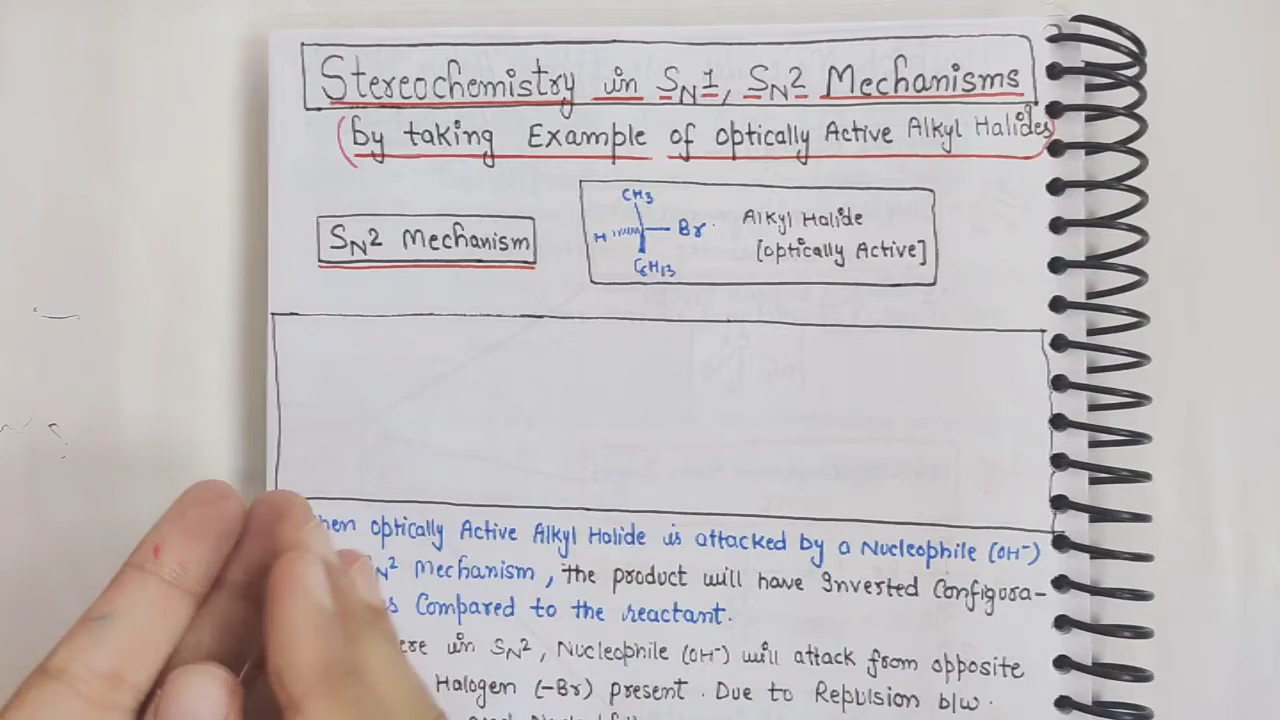 Stereochemistry in SN1, SN2 Mechanisms
(by taking Example of optically Active Alkyl Halides)
SN2 Mechanism
CH3
H
Br
C6H13
Alkyl Halide
[optically Active]
hen optically Active Alkyl Halide is attacked by a Nucleophile (OH-)
N2 mechanism, the product will have Inverted Configura-
s Compared to the reactant.
ere in SN2, Nucleophile (OH-) will attack from opposite
Halogen (-Br) present. Due to Repulsion b/w.